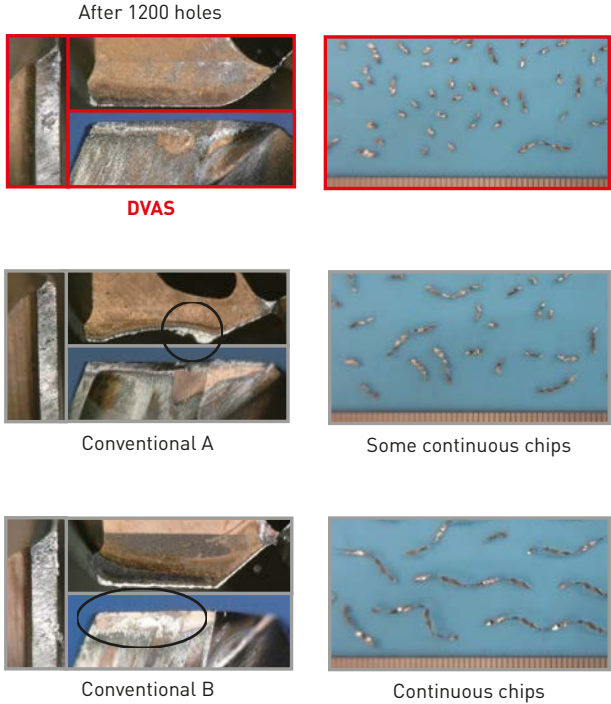 After 1200 holes
DVAS
Conventional A
Some continuous chips
Conventional B
Continuous chips